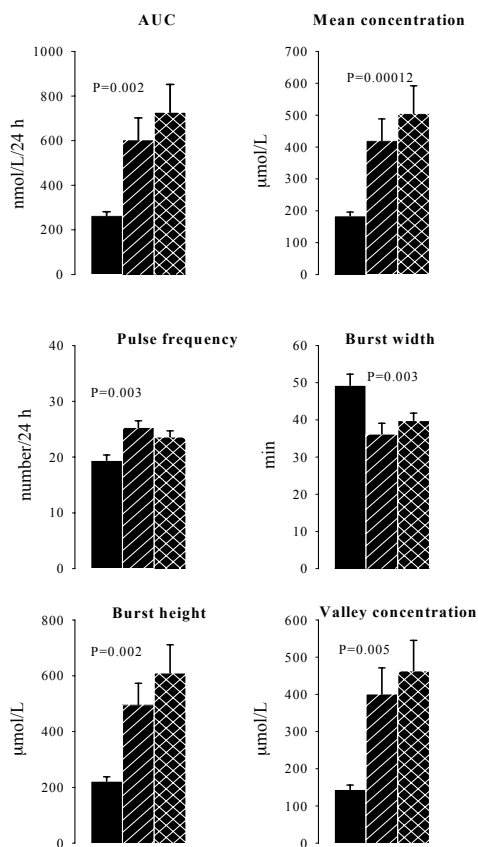 AUC
1000
800
600
400
200
0
nmol/L/24 h
P=0.002
Mean concentration
700
600
500
400
300
200
100
0
μmol/L
P=0.00012
Pulse frequency
40
30
20
10
0
number/24 h
P=0.003
Burst width
60
50
40
30
20
10
0
min
P=0.003
Burst height
800
600
400
200
0
μmol/L
P=0.002
Valley concentration
600
500
400
300
200
100
0
μmol/L
P=0.005